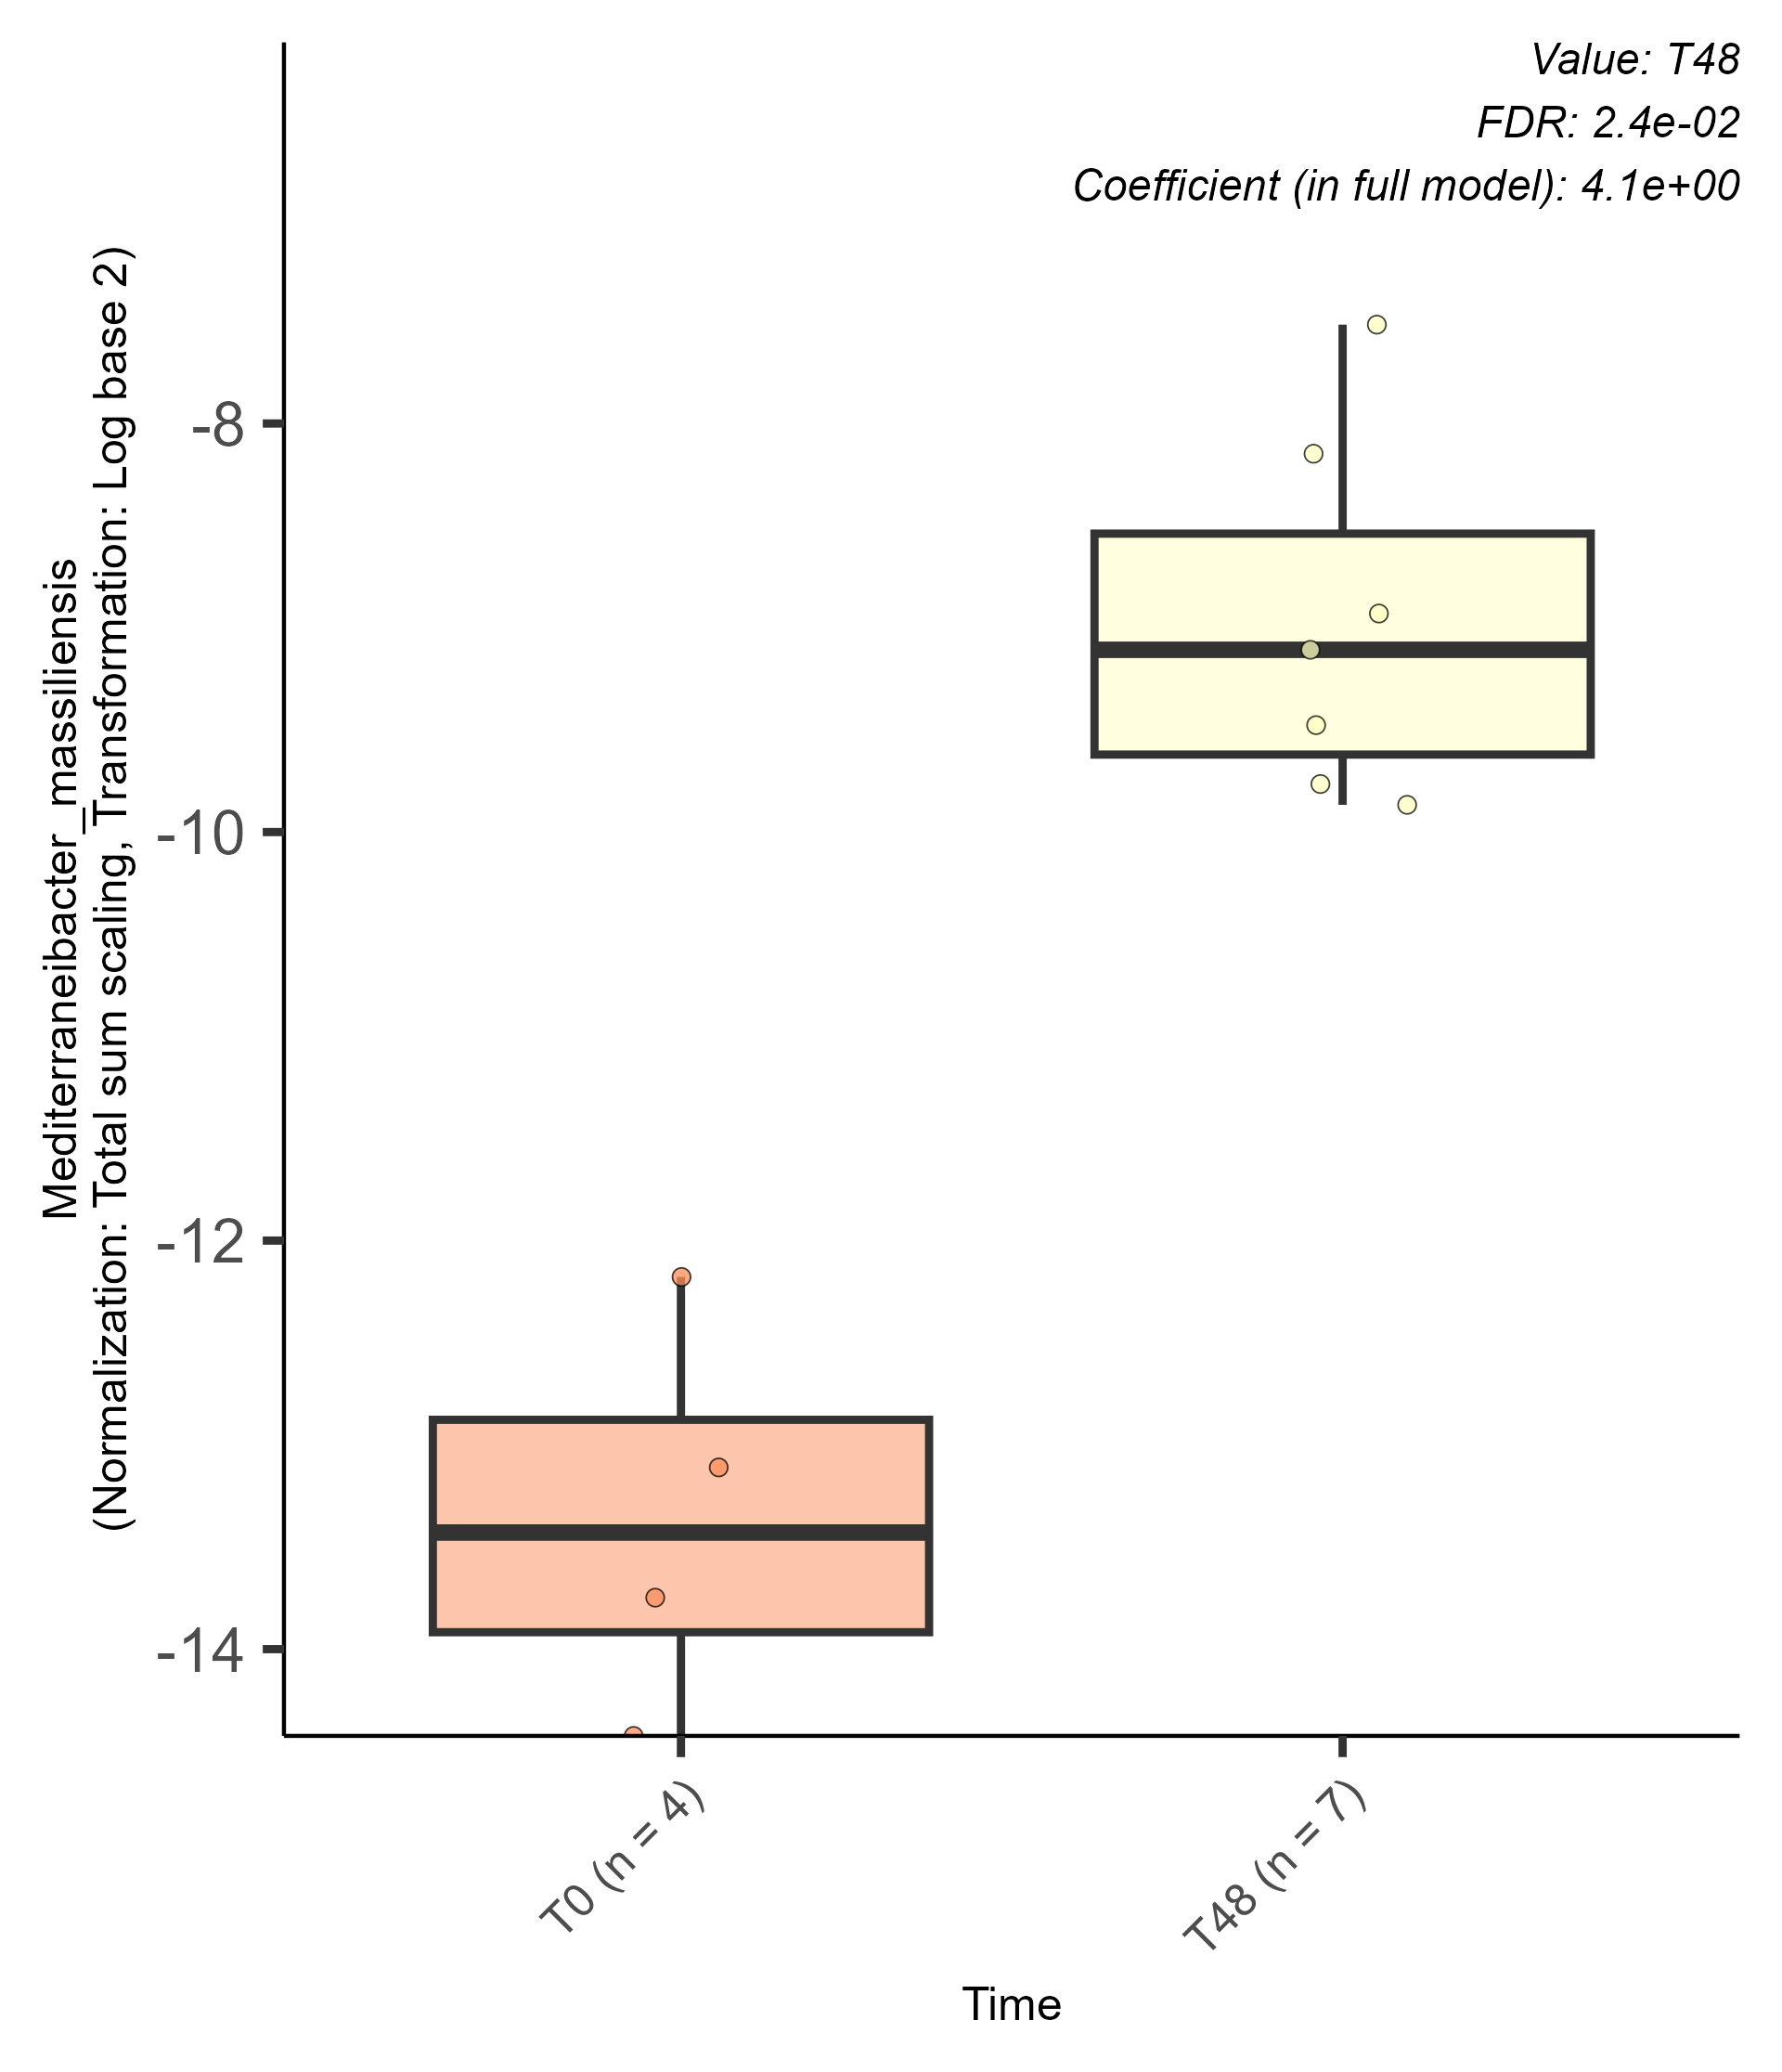 Value: T48
FDR: 2.4e-02
Coefficient (in full model): 4.1e+00
Mediterraneibacter_massiliensis
(Normalization: Total sum scaling, Transformation: Log base 2)
-8
-10
-12
-14
T0 (n = 4)
T48 (n = 7)
Time